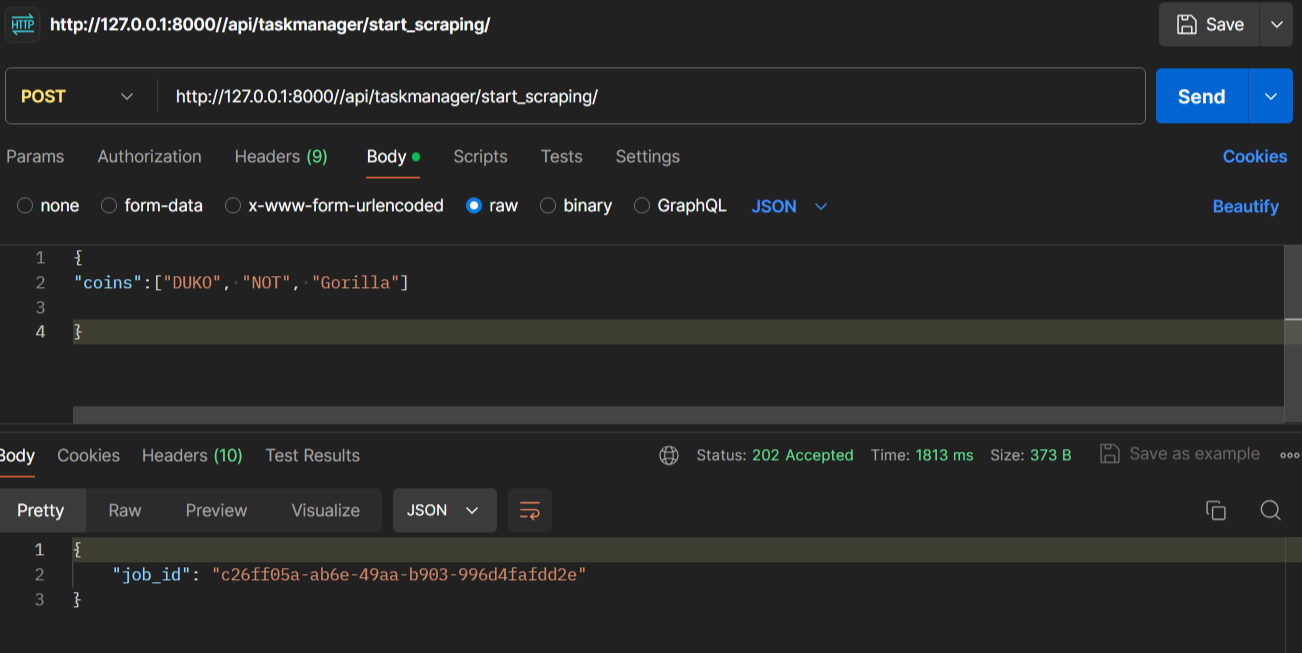 HTTP http://127.0.0.1:8000//api/taskmanager/start_scraping/ Save
POST http://127.0.0.1:8000//api/taskmanager/start_scraping/ Send
Params Authorization Headers (9) Body Scripts Tests Settings Cookies
none form-data x-www-form-urlencoded raw binary GraphQL JSON Beautify
1 {
2 "coins":["DUKO", "NOT", "Gorilla"]
3
4 }
Body Cookies Headers (10) Test Results Status: 202 Accepted Time: 1813 ms Size: 373 B Save as example
Pretty Raw Preview Visualize JSON
1 {
2 "job_id": "c26ff05a-ab6e-49aa-b903-996d4fafdd2e"
3 }